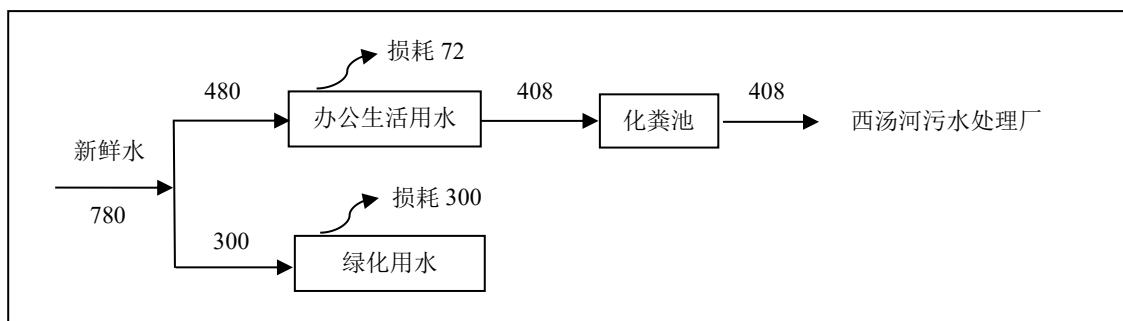 损耗 72
480
办公生活用水
408
化粪池
408
西汤河污水处理厂
新鲜水
780
损耗 300
300
绿化用水